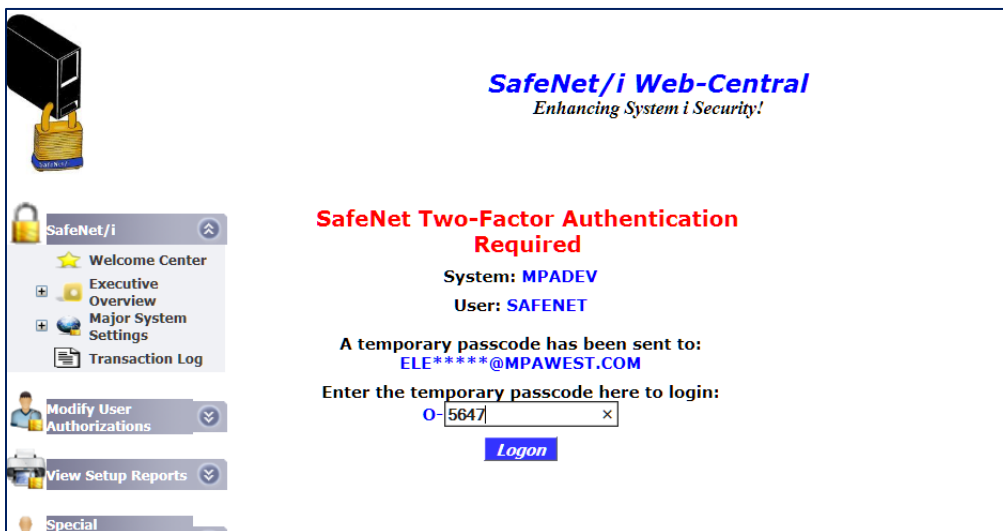 SafeNet/i Web-Central
Enhancing System i Security!
SafeNet/i
SafeNet/i
Welcome Center
Executive
Overview
Major System
Settings
Transaction Log
Modify User
Authorizations
View Setup Reports
Special
SafeNet Two-Factor Authentication
Required
System: MPADEV
User: SAFENET
A temporary passcode has been sent to:
ELE*****@MPAWEST.COM
Enter the temporary passcode here to login:
O- 5647 ×
Logon